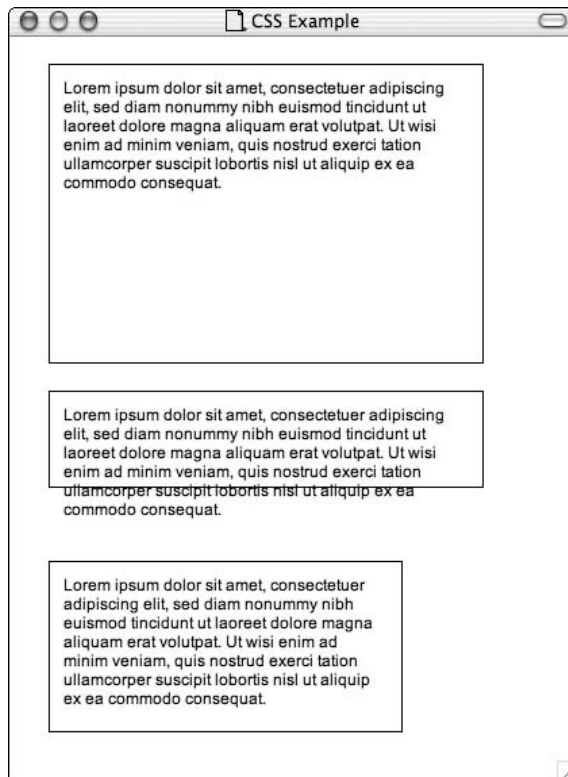 CSS Example
Lorem ipsum dolor sit amet, consectetuer adipiscing
elit, sed diam nonummy nibh euismod tincidunt ut
laoreet dolore magna aliquam erat volutpat. Ut wisi
enim ad minim veniam, quis nostrud exerci tation
ullamcorper suscipit lobortis nisl ut aliquip ex ea
commodo consequat.
Lorem ipsum dolor sit amet, consectetuer adipiscing
elit, sed diam nonummy nibh euismod tincidunt ut
laoreet dolore magna aliquam erat volutpat. Ut wisi
enim ad minim veniam, quis nostrud exerci tation
ullamcorper suscipit lobortis nisl ut aliquip ex ea
commodo consequat.
Lorem ipsum dolor sit amet, consectetuer
adipiscing elit, sed diam nonummy nibh
euismod tincidunt ut laoreet dolore magna
aliquam erat volutpat. Ut wisi enim ad
minim veniam, quis nostrud exerci tation
ullamcorper suscipit lobortis nisl ut aliquip
ex ea commodo consequat.